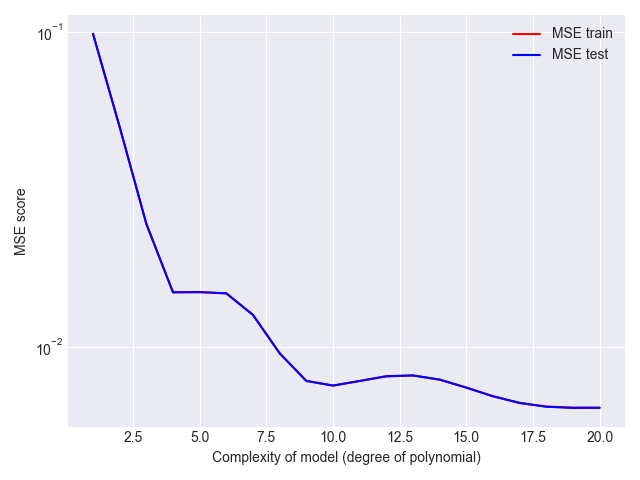 10⁻¹
10⁻²
MSE score
MSE train
MSE test
2.5 5.0 7.5 10.0 12.5 15.0 17.5 20.0
Complexity of model (degree of polynomial)